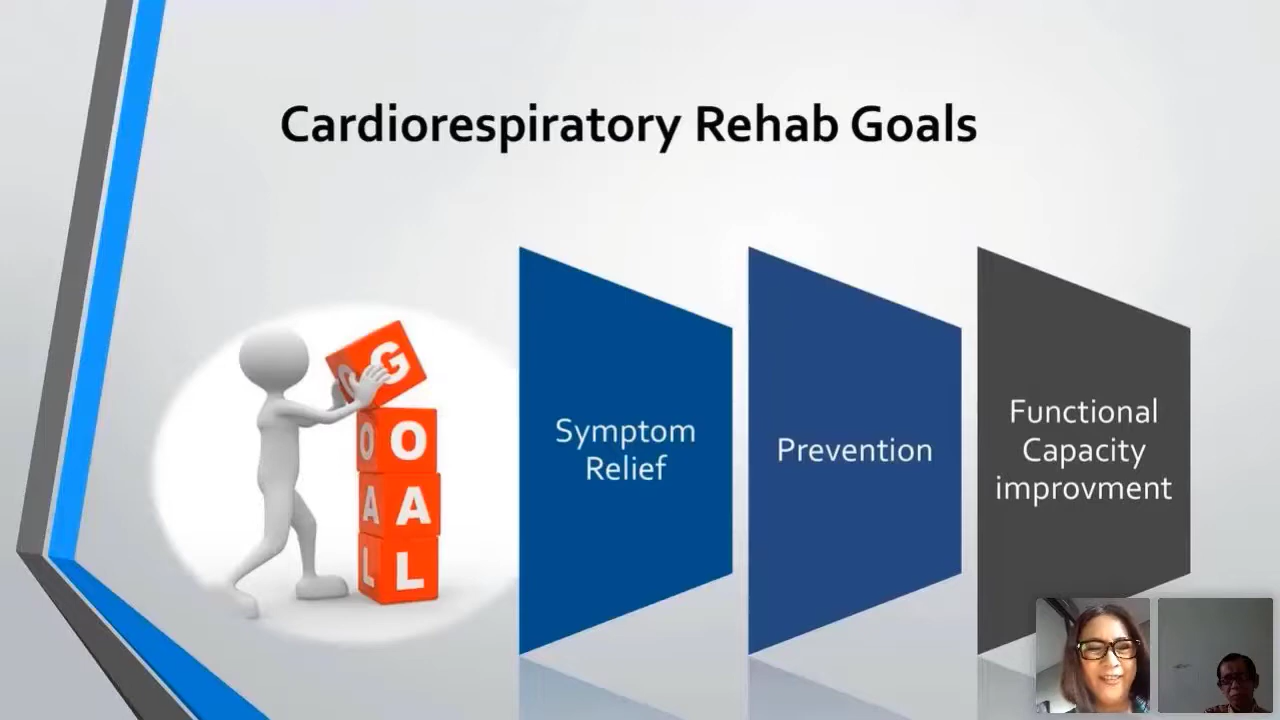 Cardiorespiratory Rehab Goals
G
O O
A A
L L
Symptom
Relief
Prevention
Functional
Capacity
improvment